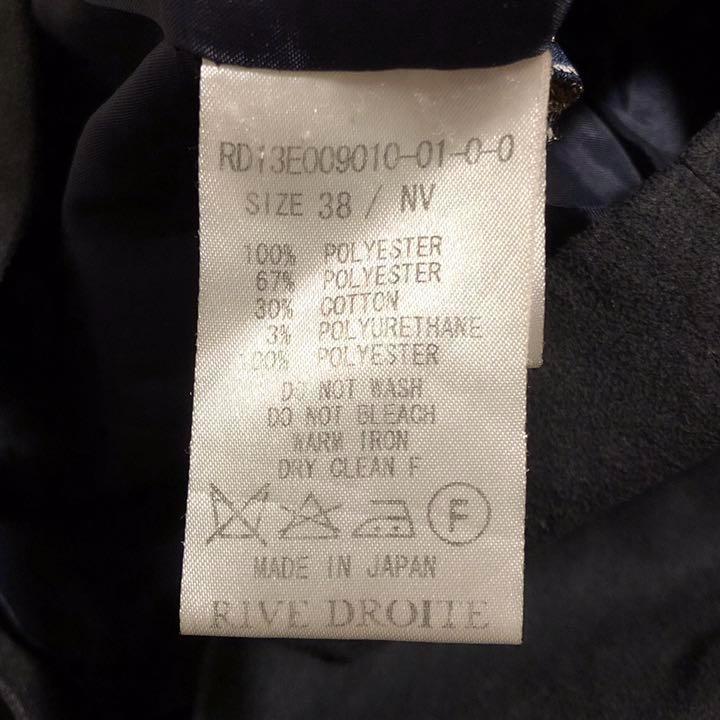 RD13E009010-01-0-0
SIZE 38 / NV
100% POLYESTER
67% POLYESTER
30% COTTON
3% POLYURETHANE
100% POLYESTER
DO NOT WASH
DO NOT BLEACH
WARM IRON
DRY CLEAN F
F
MADE IN JAPAN
RIVE DROITE